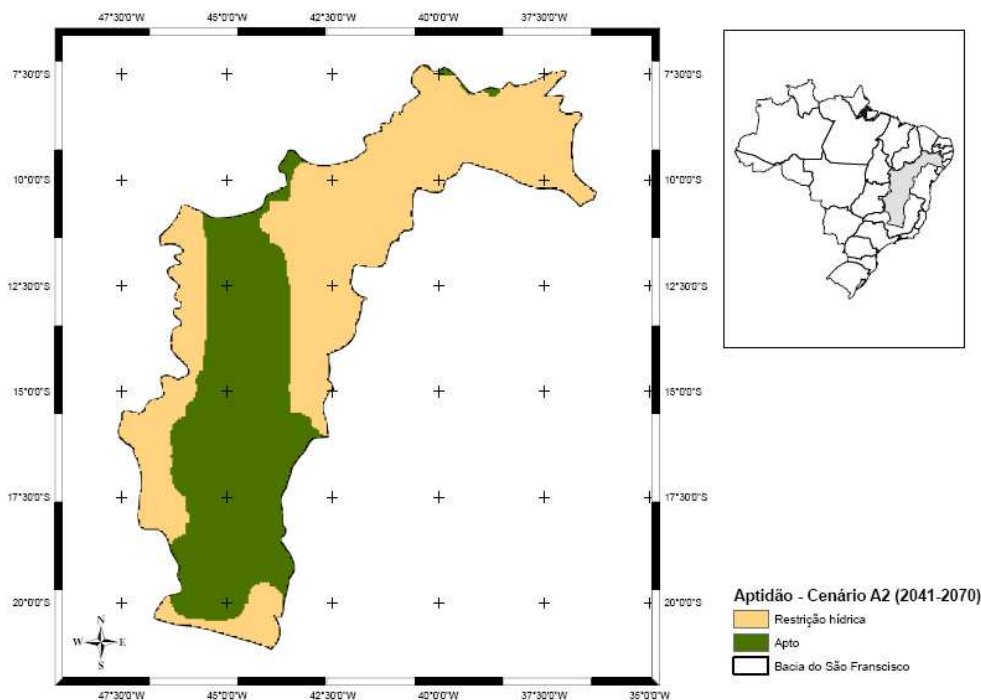 47°30'0"W 45°0'0"W 42°30'0"W 40°0'0"W 37°30'0"W
7°30'0"S 7°30'0"S
10°0'0"S 10°0'0"S
12°30'0"S 12°30'0"S
15°0'0"S 15°0'0"S
17°30'0"S 17°30'0"S
20°0'0"S 20°0'0"S
N
W E
S
47°30'0"W 45°0'0"W 42°30'0"W 40°0'0"W 37°30'0"W 35°0'0"W
Aptidão - Cenário A2 (2041-2070)
Restrição hídrica
Apto
Bacia do São Franscisco